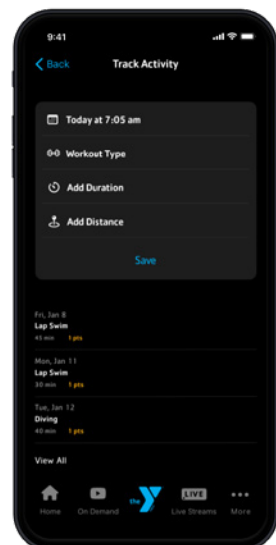 9:41
Back Track Activity
Today at 7:05 am
Workout Type
Add Duration
Add Distance
Save
Fri, Jan 8
Lap Swim
45 min 1 pts
Mon, Jan 11
Lap Swim
30 min 1 pts
Tue, Jan 12
Diving
40 min 1 pts
View All
the Y LIVE
Home On Demand Live Streams More